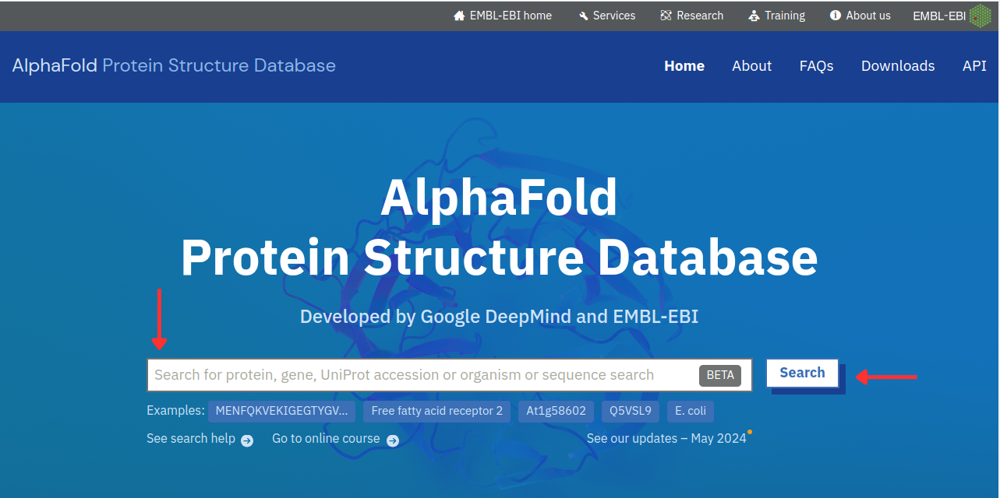 EMBL-EBI home Services Research Training About us EMBL-EBI
AlphaFold Protein Structure Database Home About FAQs Downloads API
AlphaFold
Protein Structure Database
Developed by Google DeepMind and EMBL-EBI
Search for protein, gene, UniProt accession or organism or sequence search BETA Search
Examples: MENFQKVEKIGEGTYGV... Free fatty acid receptor 2 At1g58602 Q5VSL9 E. coli
See search help Go to online course See our updates – May 2024